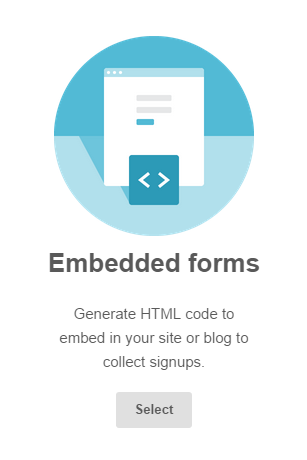 Embedded forms
Generate HTML code to
embed in your site or blog to
collect signups.
Select